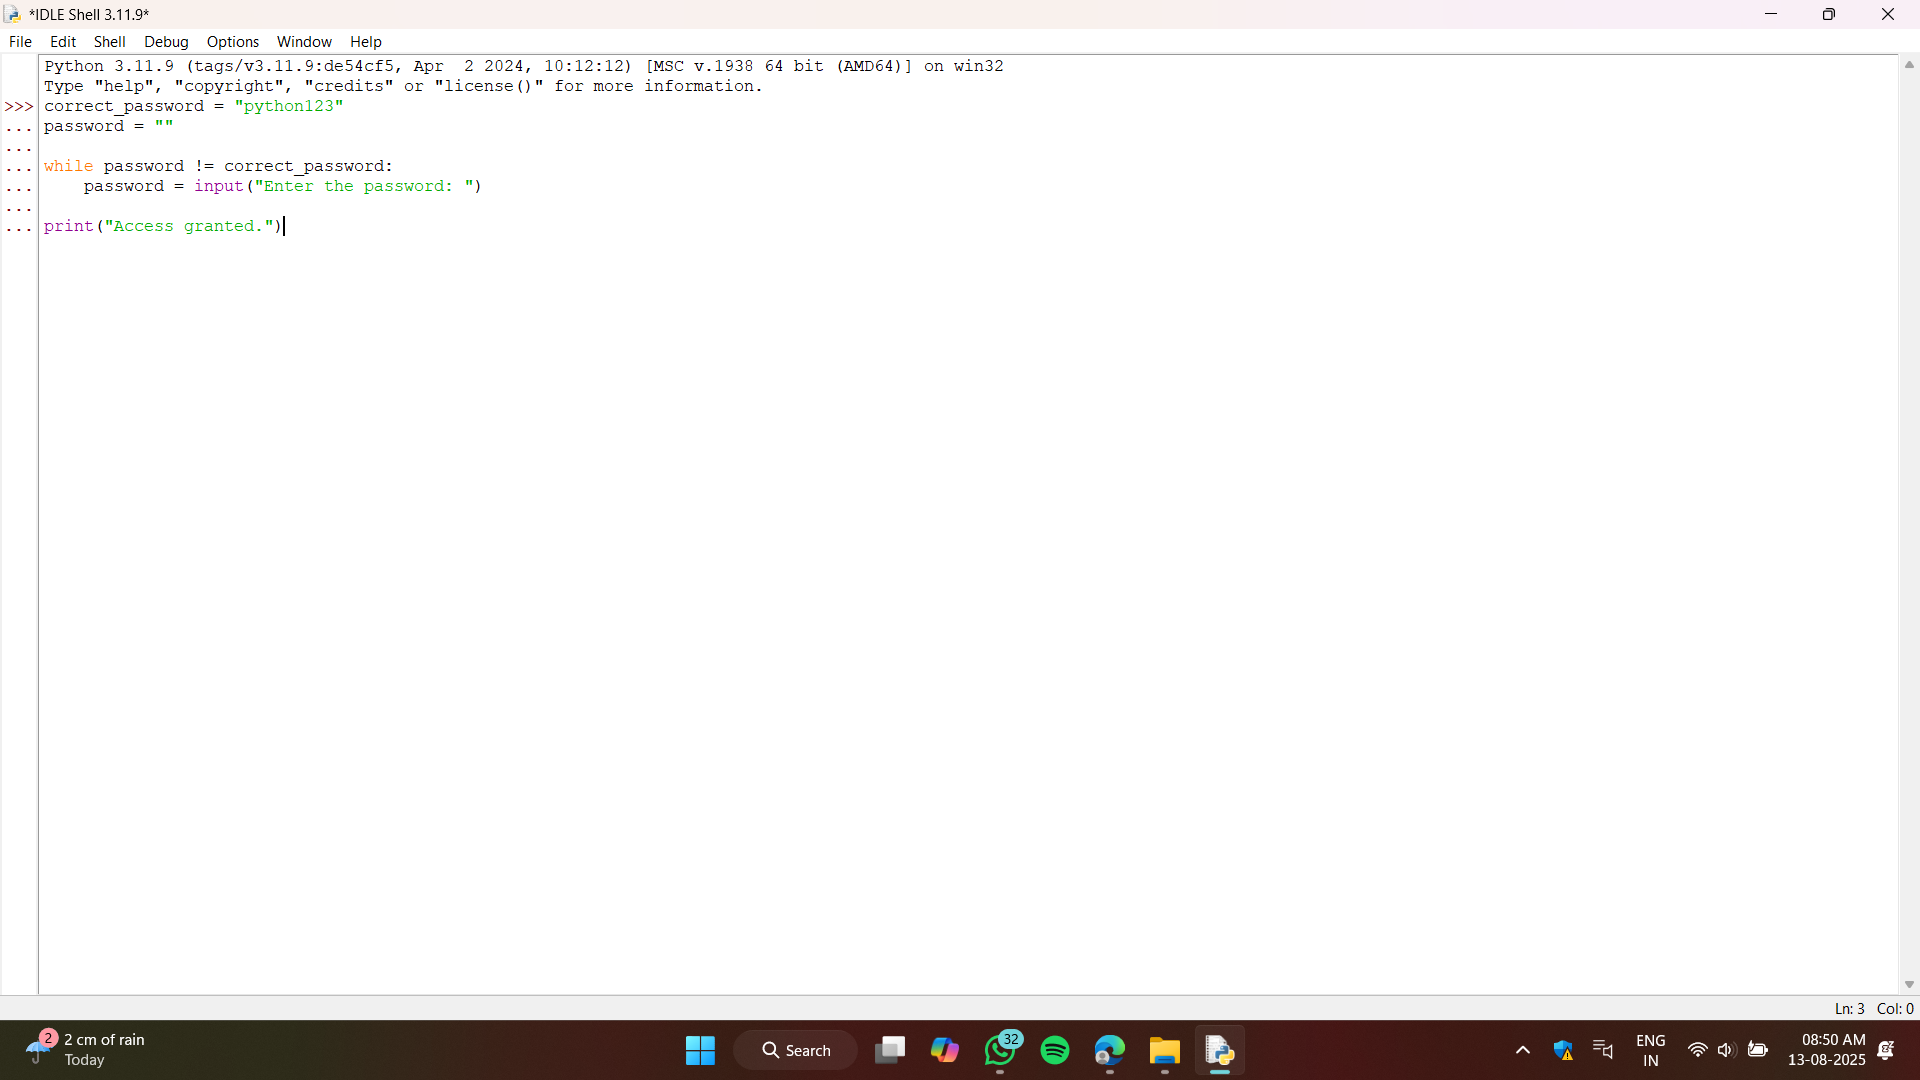 *IDLE Shell 3.11.9*
File Edit Shell Debug Options Window Help
Python 3.11.9 (tags/v3.11.9:de54cf5, Apr  2 2024, 10:12:12) [MSC v.1938 64 bit (AMD64)] on win32
Type "help", "copyright", "credits" or "license()" for more information.
>>> correct_password = "python123"
... password = ""
...
... while password != correct_password:
...     password = input("Enter the password: ")
...
... print("Access granted.")
Ln: 3 Col: 0
2
2 cm of rain
Today
Search
32
ENG
IN
08:50 AM
13-08-2025